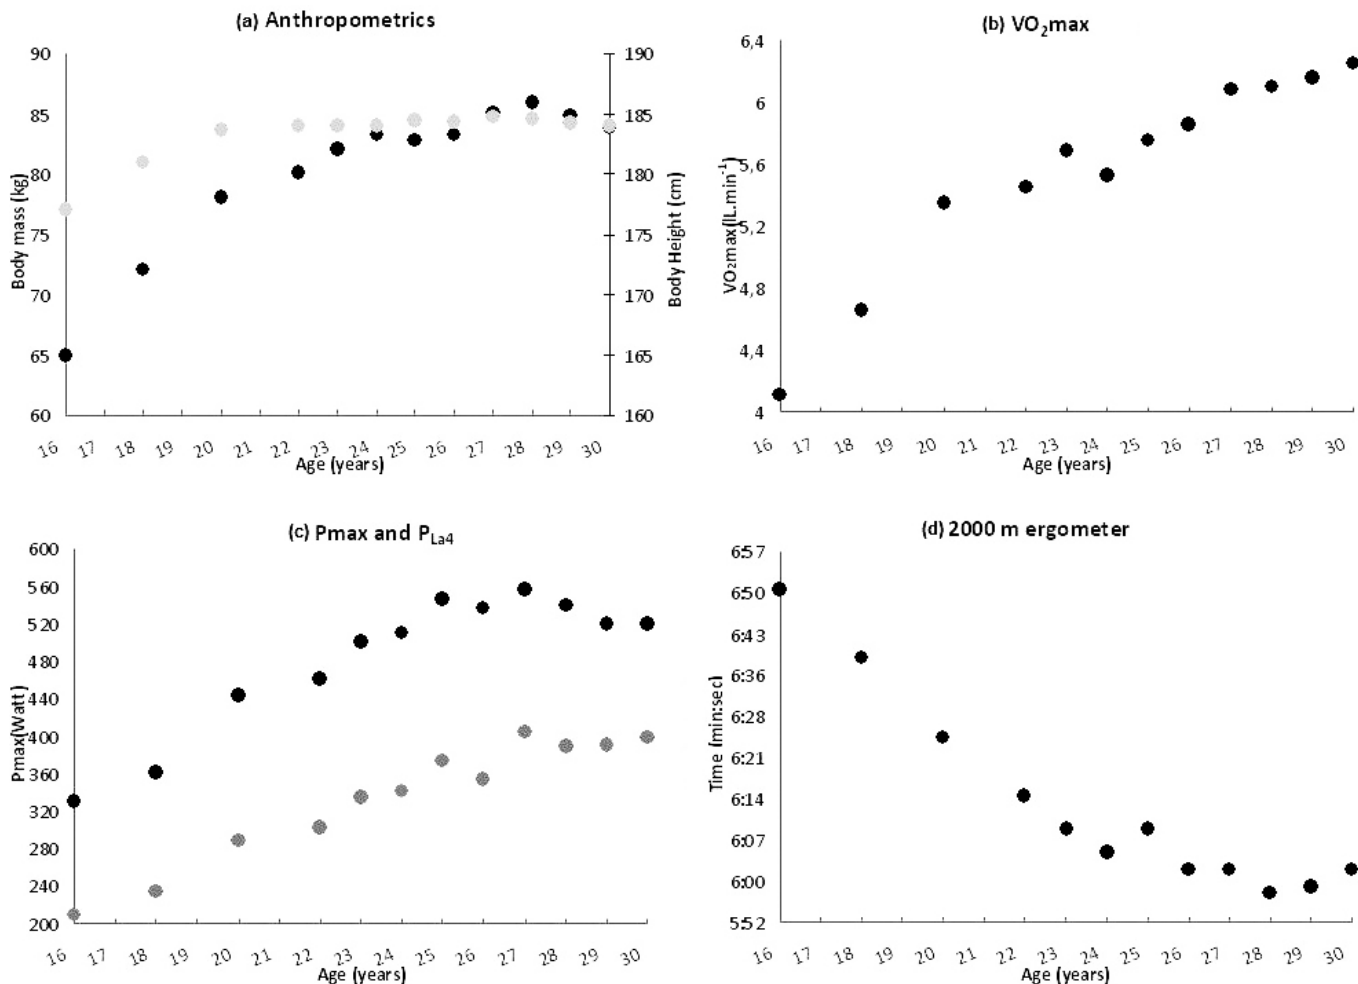 (a) Anthropometrics
90
85
80
75
70
65
60
Body mass (kg)
190
185
180
175
170
165
160
Body Height (cm)
16 17 18 19 20 21 22 23 24 25 26 27 28 29 30
Age (years)
(b) VO2max
6,4
6
5,6
5,2
4,8
4,4
4
VO2max(lL.min-1)
16 17 18 19 20 21 22 23 24 25 26 27 28 29 30
Age (years)
(c) Pmax and PLa4
600
560
520
480
440
400
360
320
280
240
200
Pmax(Watt)
16 17 18 19 20 21 22 23 24 25 26 27 28 29 30
Age (years)
(d) 2000 m ergometer
6:57
6:50
6:43
6:36
6:28
6:21
6:14
6:07
6:00
5:52
Time (min:sec)
16 17 18 19 20 21 22 23 24 25 26 27 28 29 30
Age (years)